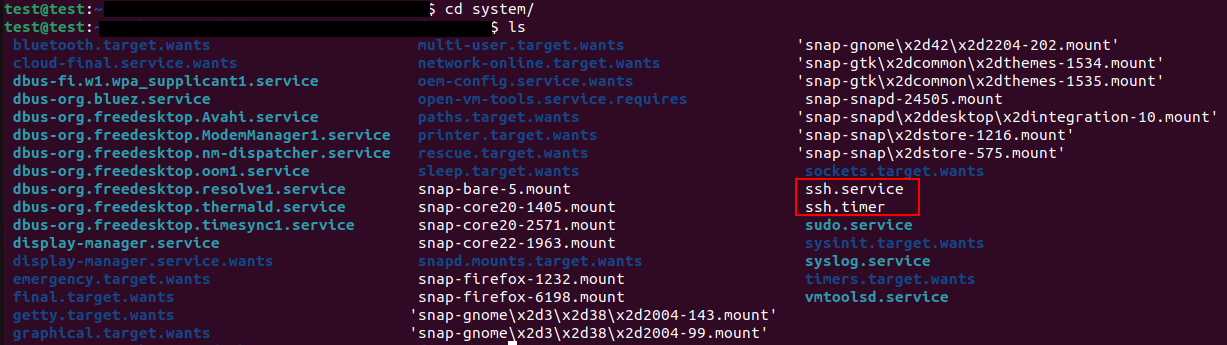 test@test:~ $ cd system/
test@test:~ $ ls
bluetooth.target.wants multi-user.target.wants 'snap-gnome\x2d42\x2d2204-202.mount'
cloud-final.service.wants network-online.target.wants 'snap-gtk\x2dcommon\x2dthemes-1534.mount'
dbus-fi.w1.wpa_supplicant1.service oem-config.service.wants 'snap-gtk\x2dcommon\x2dthemes-1535.mount'
dbus-org.bluez.service open-vm-tools.service.requires snap-snapd-24505.mount
dbus-org.freedesktop.Avahi.service paths.target.wants 'snap-snapd\x2ddesktop\x2dintegration-10.mount'
dbus-org.freedesktop.ModemManager1.service printer.target.wants 'snap-snap\x2dstore-1216.mount'
dbus-org.freedesktop.nm-dispatcher.service rescue.target.wants 'snap-snap\x2dstore-575.mount'
dbus-org.freedesktop.oom1.service sleep.target.wants sockets.target.wants
dbus-org.freedesktop.resolve1.service snap-bare-5.mount ssh.service
dbus-org.freedesktop.thermald.service snap-core20-1405.mount ssh.timer
dbus-org.freedesktop.timesync1.service snap-core20-2571.mount sudo.service
display-manager.service snap-core22-1963.mount sysinit.target.wants
display-manager.service.wants snapd.mounts.target.wants syslog.service
emergency.target.wants snap-firefox-1232.mount timers.target.wants
final.target.wants snap-firefox-6198.mount vmtoolsd.service
getty.target.wants 'snap-gnome\x2d3\x2d38\x2d2004-143.mount'
graphical.target.wants 'snap-gnome\x2d3\x2d38\x2d2004-99.mount'